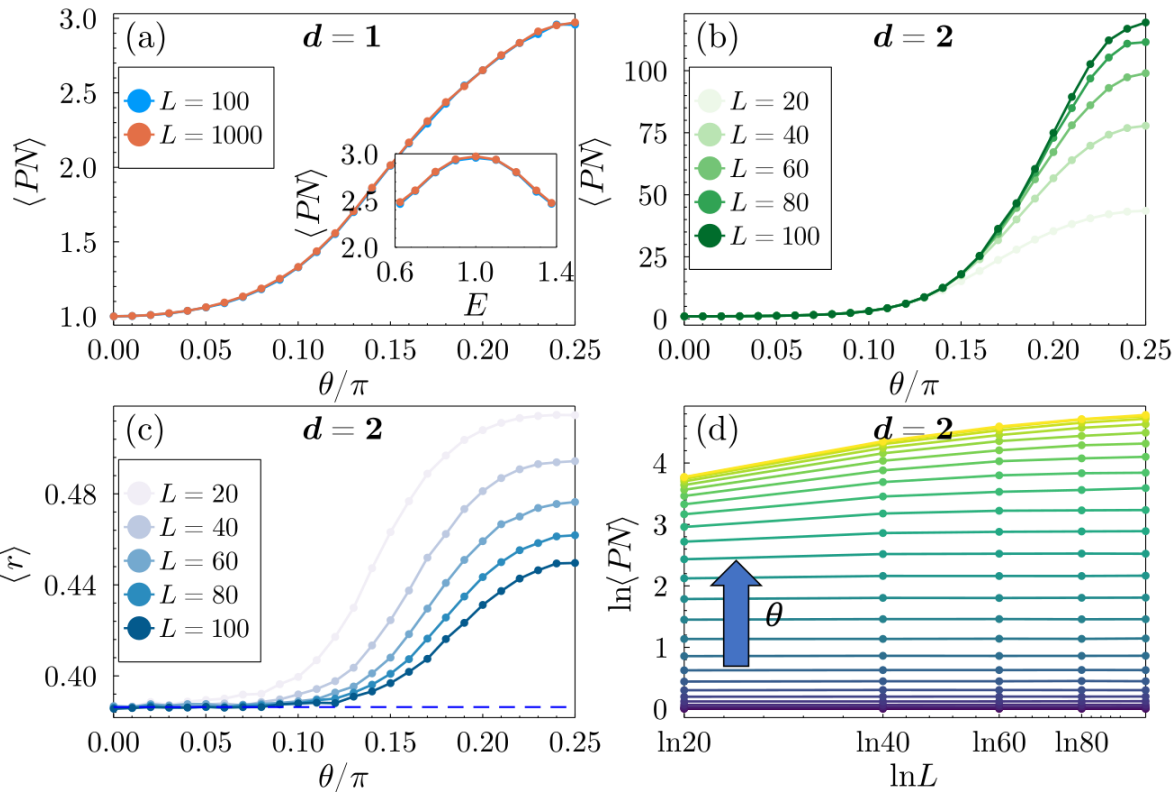 (a) d = 1
⟨PN⟩
3.0
2.5
2.0
1.5
1.0
L = 100
L = 1000
⟨PN⟩
3.0
2.5
2.0
0.6 1.0 1.4
E
0.00 0.05 0.10 0.15 0.20 0.25
θ/π
(b) d = 2
⟨PN⟩
100
75
50
25
0
L = 20
L = 40
L = 60
L = 80
L = 100
0.00 0.05 0.10 0.15 0.20 0.25
θ/π
(c) d = 2
⟨r⟩
0.48
0.44
0.40
L = 20
L = 40
L = 60
L = 80
L = 100
0.00 0.05 0.10 0.15 0.20 0.25
θ/π
(d) d = 2
ln⟨PN⟩
4
3
2
1
0
θ
ln20 ln40 ln60 ln80
lnL